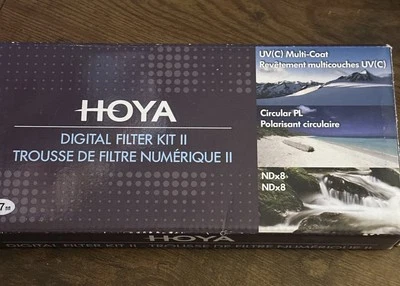 HOYA
DIGITAL FILTER KIT II
TROUSSE DE FILTRE NUMÉRIQUE II
UV(C) Multi-Coat
Revêtement multicouches UV(C)
Circular PL
Polarisant circulaire
NDx8
NDx8
DIGITAL FILTER KIT II TROUSSE DE FILTRE NUMÉRIQUE II